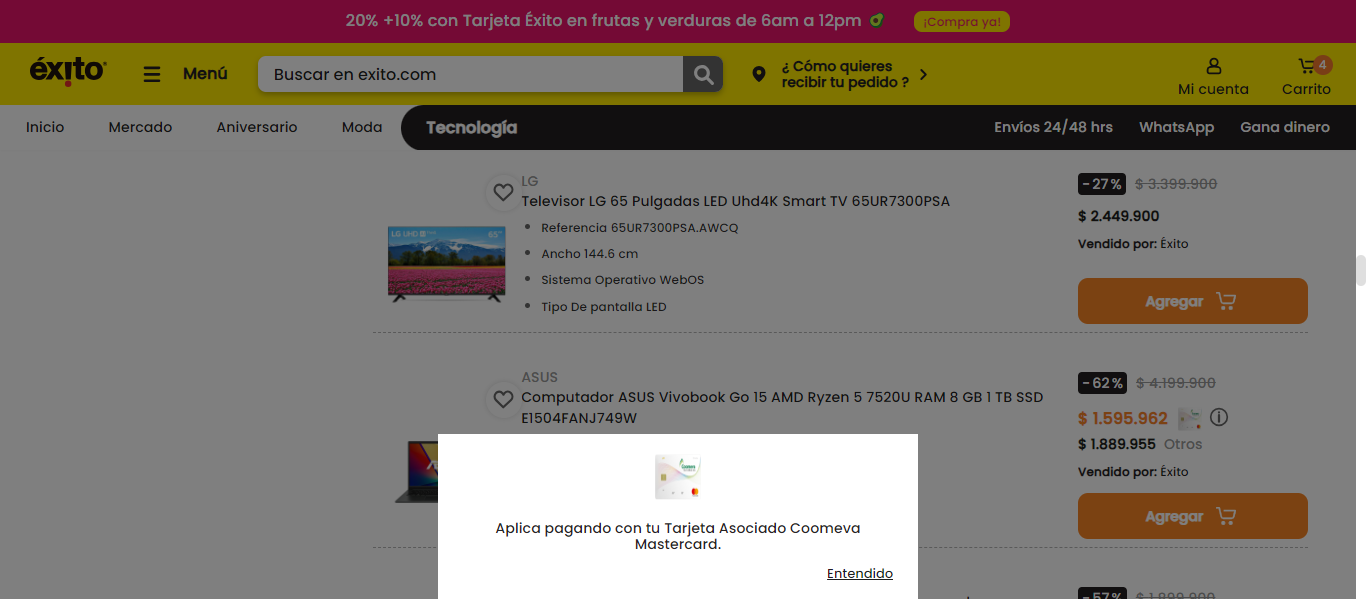 20% +10% con Tarjeta Éxito en frutas y verduras de 6am a 12pm
¡Compra ya!
éxito
Menú
Buscar en exito.com
¿ Cómo quieres
recibir tu pedido ?
Mi cuenta
4
Carrito
Inicio
Mercado
Aniversario
Moda
Tecnología
Envíos 24/48 hrs
WhatsApp
Gana dinero
LG
Televisor LG 65 Pulgadas LED Uhd4K Smart TV 65UR7300PSA
Referencia 65UR7300PSA.AWCQ
Ancho 144.6 cm
Sistema Operativo WebOS
Tipo De pantalla LED
LG UHD
65"
-27%
$ 3.399.900
$ 2.449.900
Vendido por: Éxito
Agregar
ASUS
Computador ASUS Vivobook Go 15 AMD Ryzen 5 7520U RAM 8 GB 1 TB SSD
E1504FANJ749W
-62%
$ 4.199.900
$ 1.595.962
$ 1.889.955 Otros
Vendido por: Éxito
Agregar
Aplica pagando con tu Tarjeta Asociado Coomeva
Mastercard.
Entendido
-57%
$ 1.899.900